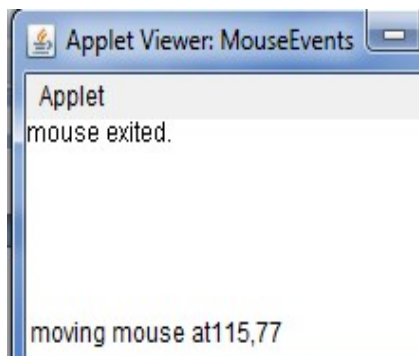 Applet Viewer: MouseEvents
Applet
mouse exited.
moving mouse at115,77